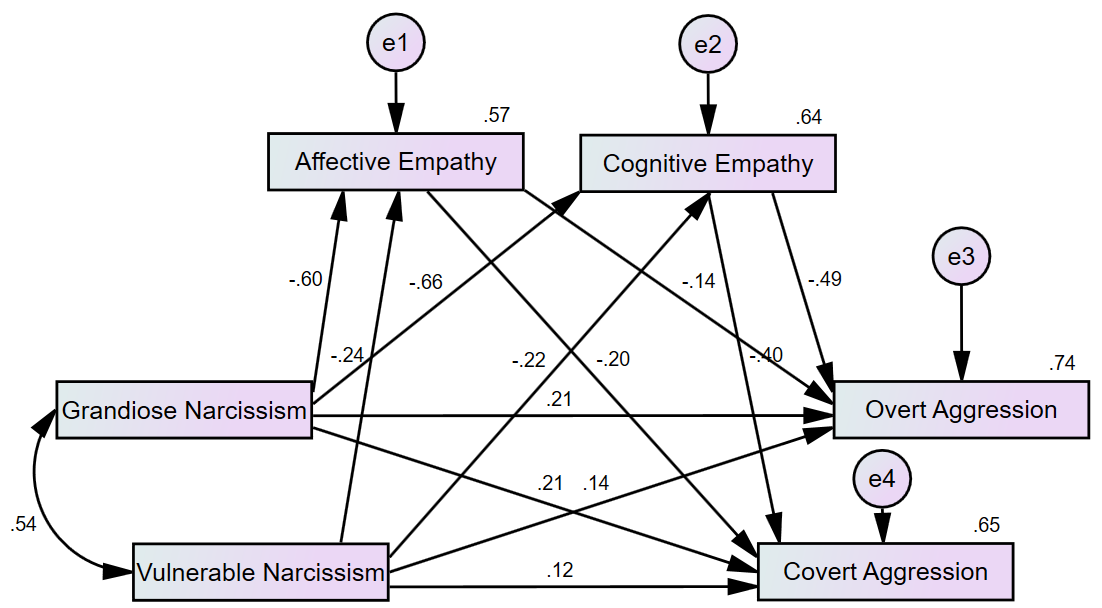 e1
e2
.57
.64
Affective Empathy
Cognitive Empathy
e3
-.60
-.66
-.14
-.49
-.24
-.22
-.20
-.40
.74
.21
Grandiose Narcissism
Overt Aggression
e4
.21
.14
.54
.65
.12
Vulnerable Narcissism
Covert Aggression